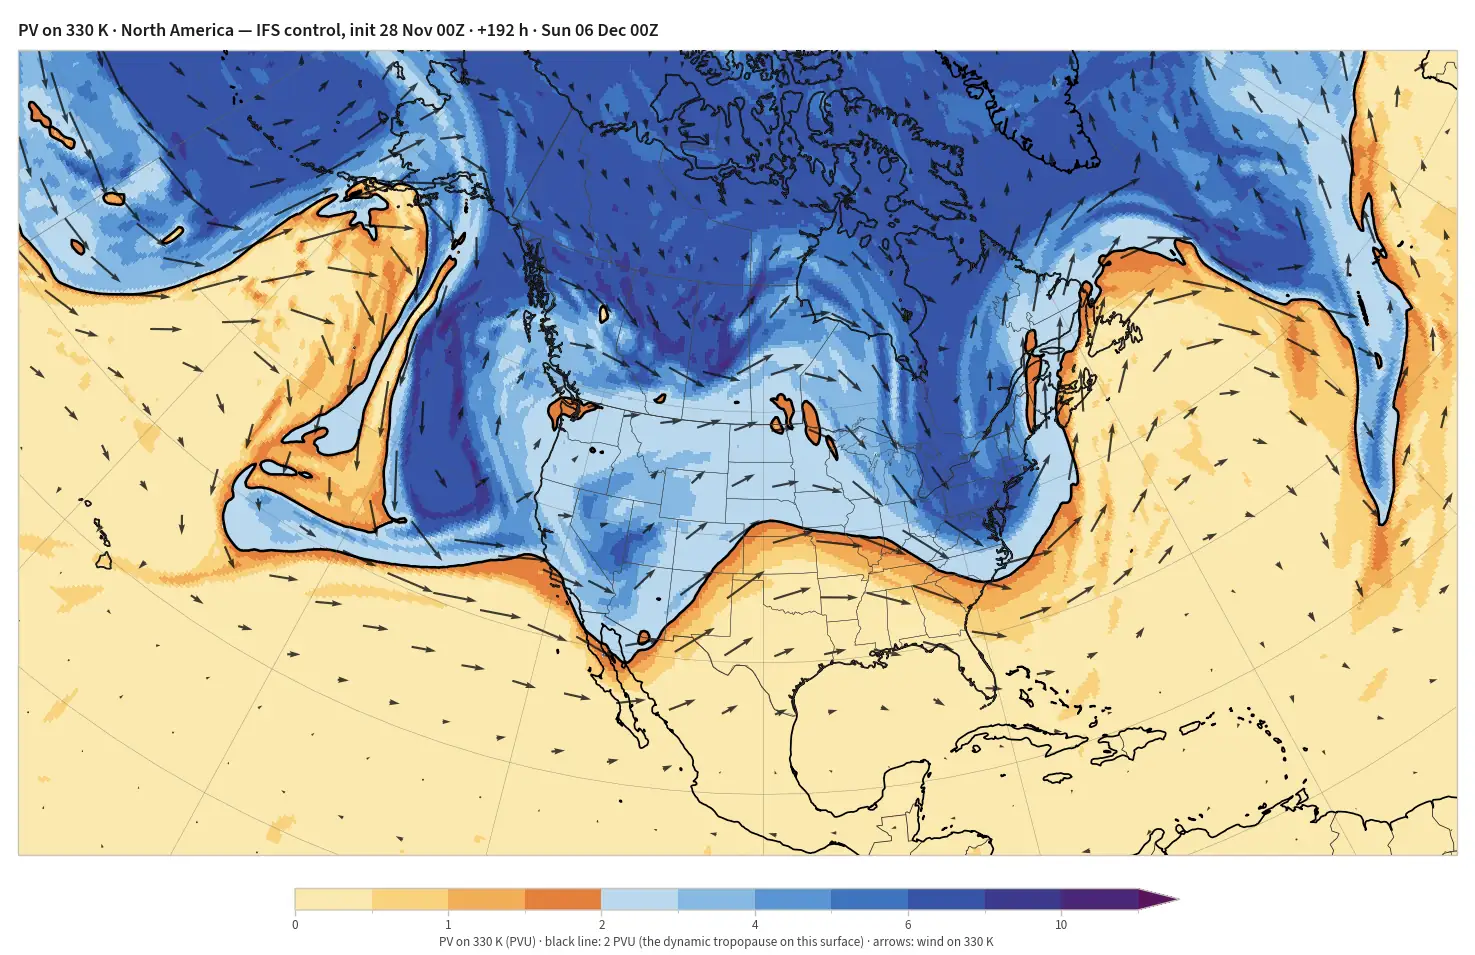 PV on 330 K · North America — IFS control, init 28 Nov 00Z · +192 h · Sun 06 Dec 00Z
0 1 2 4 6 10
PV on 330 K (PVU) · black line: 2 PVU (the dynamic tropopause on this surface) · arrows: wind on 330 K